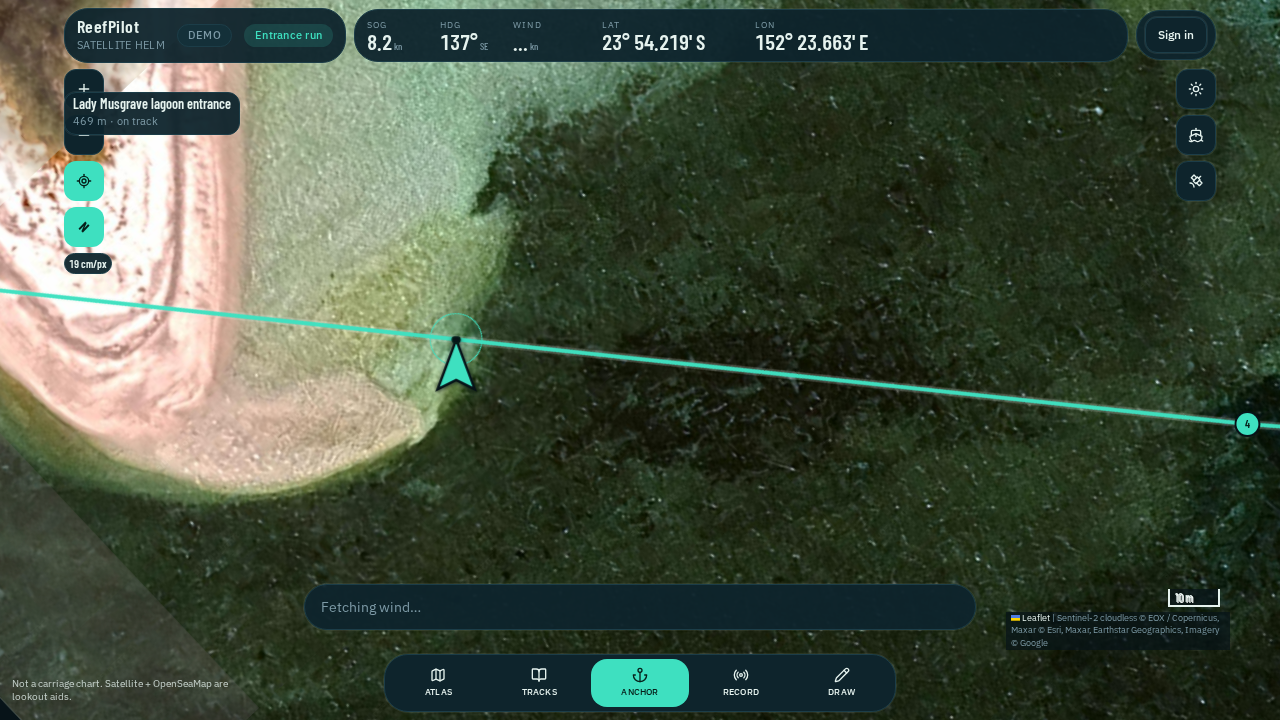 ReefPilot
SATELLITE HELM
DEMO
Entrance run
SOG
8.2 kn
HDG
137° SE
WIND
... kn
LAT
23° 54.219' S
LON
152° 23.663' E
Sign in
+
Lady Musgrave lagoon entrance
469 m · on track
19 cm/px
4
Fetching wind...
10 m
Leaflet | Sentinel-2 cloudless © EOX / Copernicus,
Maxar © Esri, Maxar, Earthstar Geographics, Imagery
© Google
ATLAS
TRACKS
ANCHOR
RECORD
DRAW
Not a carriage chart. Satellite + OpenSeaMap are
lookout aids.